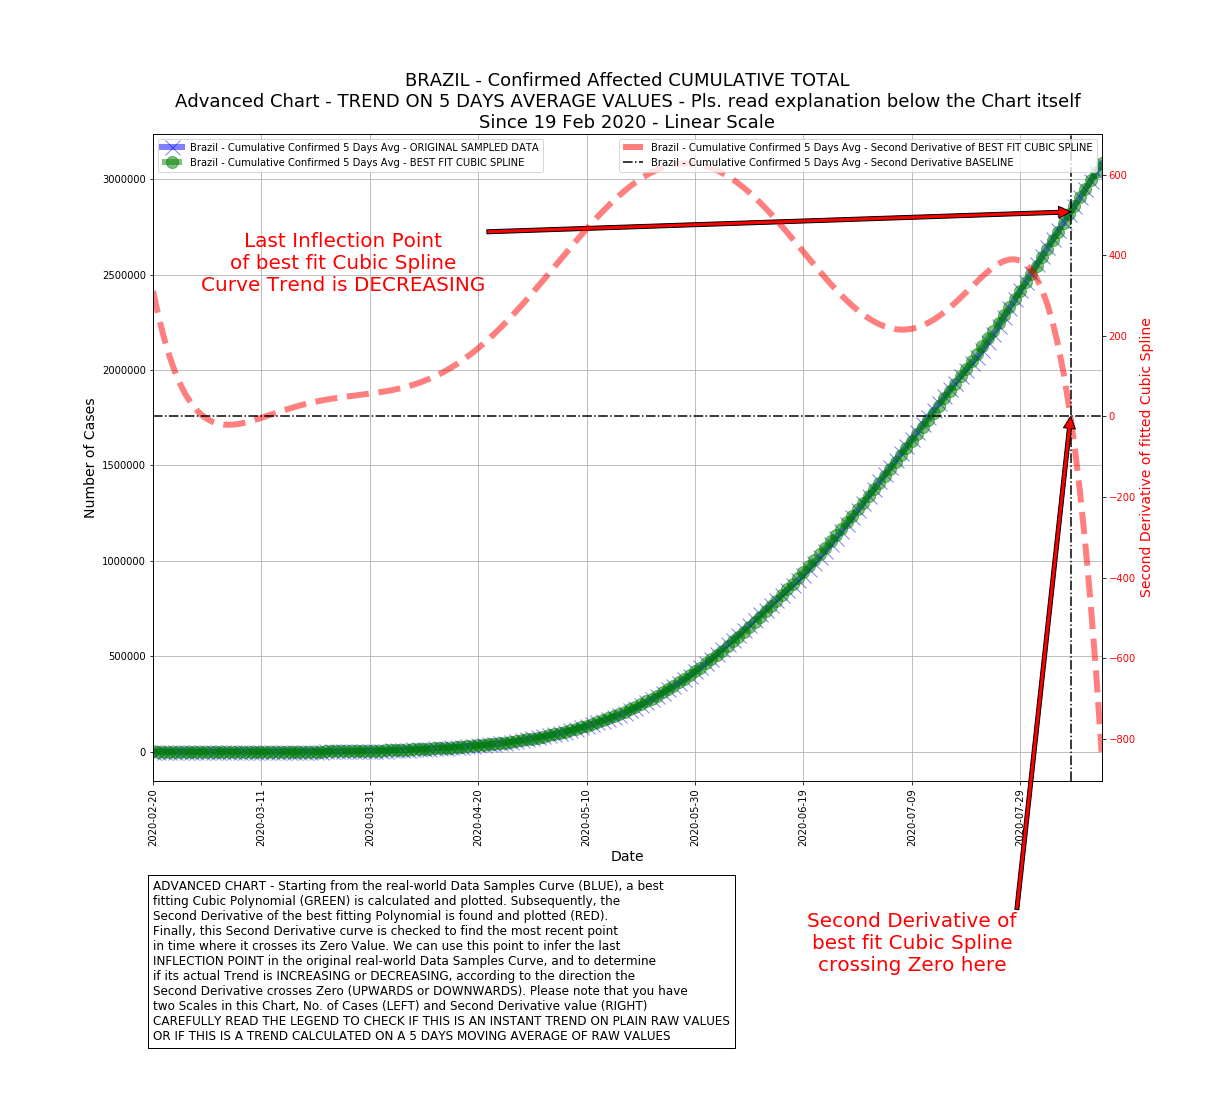 BRAZIL - Confirmed Affected CUMULATIVE TOTAL
Advanced Chart - TREND ON 5 DAYS AVERAGE VALUES - Pls. read explanation below the Chart itself
Since 19 Feb 2020 - Linear Scale
Brazil - Cumulative Confirmed 5 Days Avg - ORIGINAL SAMPLED DATA
Brazil - Cumulative Confirmed 5 Days Avg - BEST FIT CUBIC SPLINE
Brazil - Cumulative Confirmed 5 Days Avg - Second Derivative of BEST FIT CUBIC SPLINE
Brazil - Cumulative Confirmed 5 Days Avg - Second Derivative BASELINE
Last Inflection Point
of best fit Cubic Spline
Curve Trend is DECREASING
Number of Cases
3000000
2500000
2000000
1500000
1000000
500000
0
600
400
200
0
−200
−400
−600
−800
Second Derivative of fitted Cubic Spline
2020-02-20
2020-03-11
2020-03-31
2020-04-20
2020-05-10
2020-05-30
2020-06-19
2020-07-09
2020-07-29
Date
ADVANCED CHART - Starting from the real-world Data Samples Curve (BLUE), a best
fitting Cubic Polynomial (GREEN) is calculated and plotted. Subsequently, the
Second Derivative of the best fitting Polynomial is found and plotted (RED).
Finally, this Second Derivative curve is checked to find the most recent point
in time where it crosses its Zero Value. We can use this point to infer the last
INFLECTION POINT in the original real-world Data Samples Curve, and to determine
if its actual Trend is INCREASING or DECREASING, according to the direction the
Second Derivative crosses Zero (UPWARDS or DOWNWARDS). Please note that you have
two Scales in this Chart, No. of Cases (LEFT) and Second Derivative value (RIGHT)
CAREFULLY READ THE LEGEND TO CHECK IF THIS IS AN INSTANT TREND ON PLAIN RAW VALUES
OR IF THIS IS A TREND CALCULATED ON A 5 DAYS MOVING AVERAGE OF RAW VALUES
Second Derivative of
best fit Cubic Spline
crossing Zero here